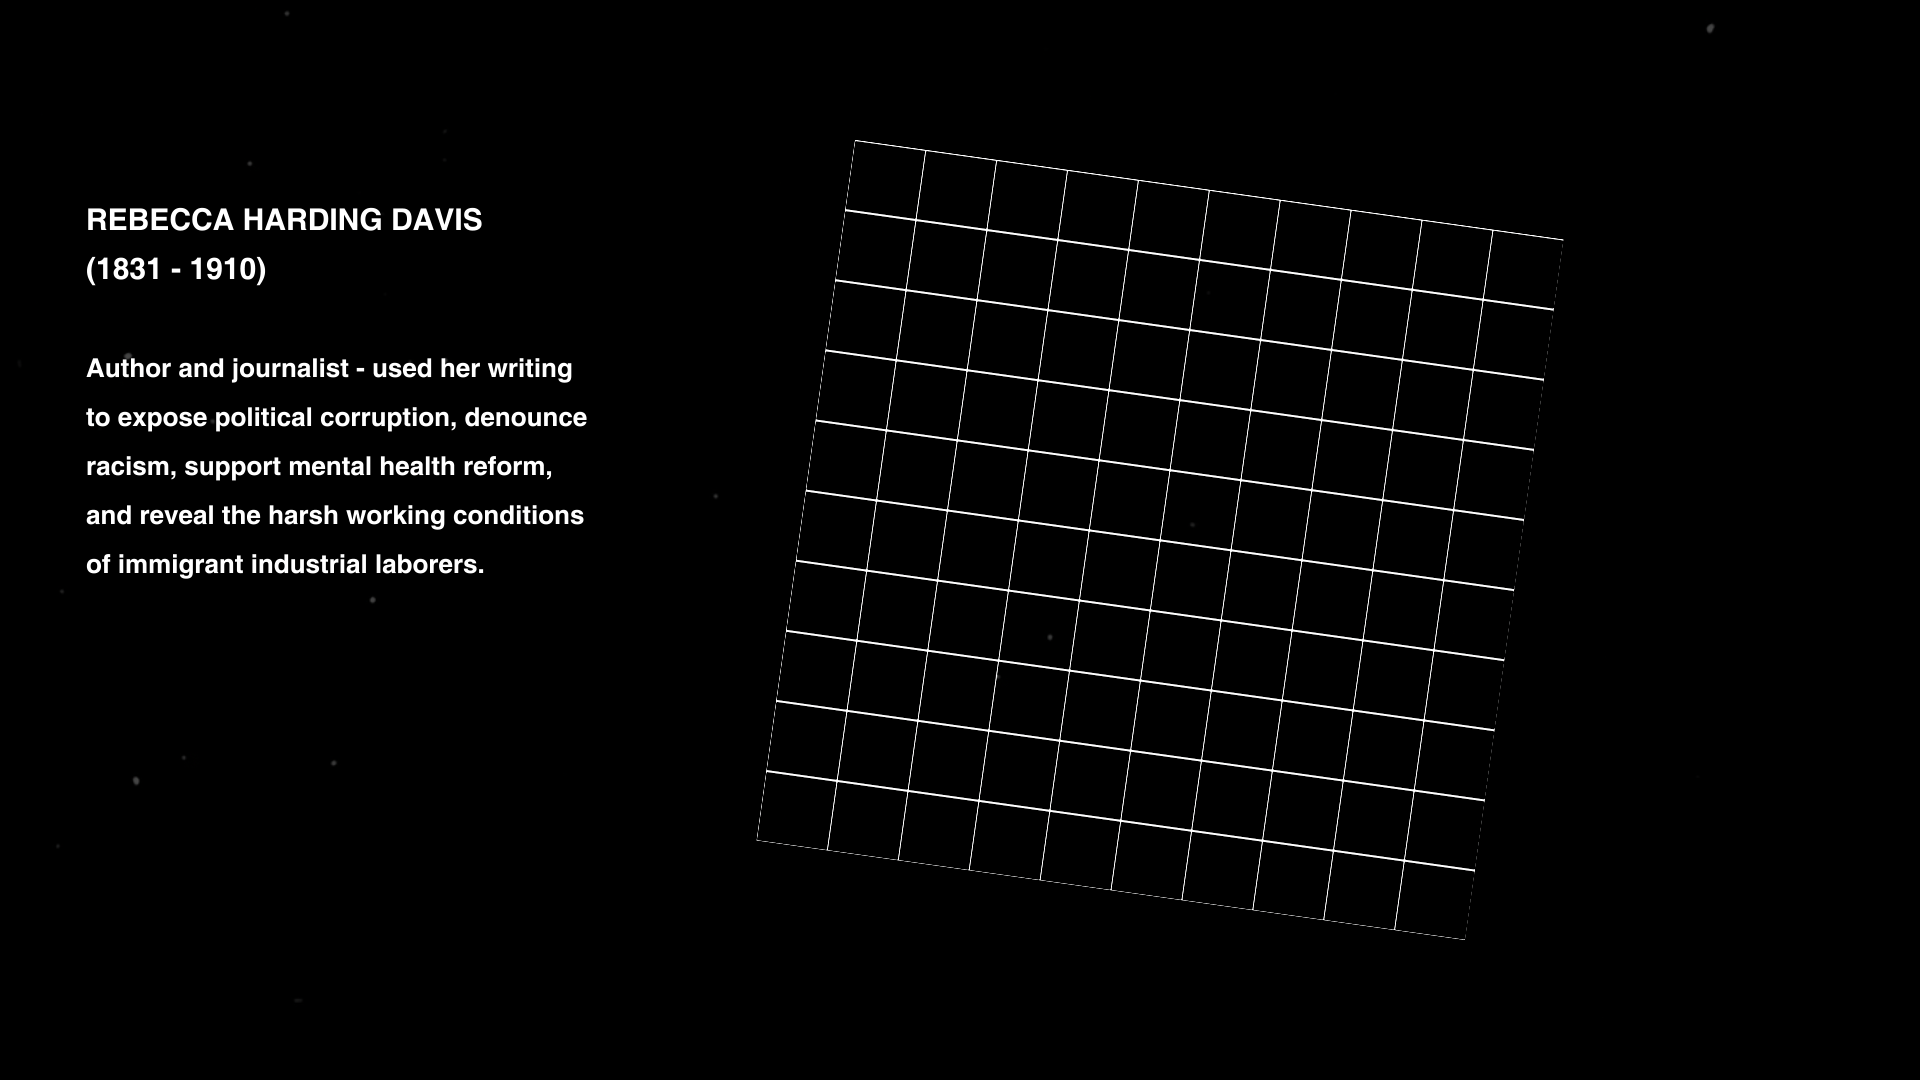 REBECCA HARDING DAVIS
(1831 - 1910)
Author and journalist - used her writing
to expose political corruption, denounce
racism, support mental health reform,
and reveal the harsh working conditions
of immigrant industrial laborers.